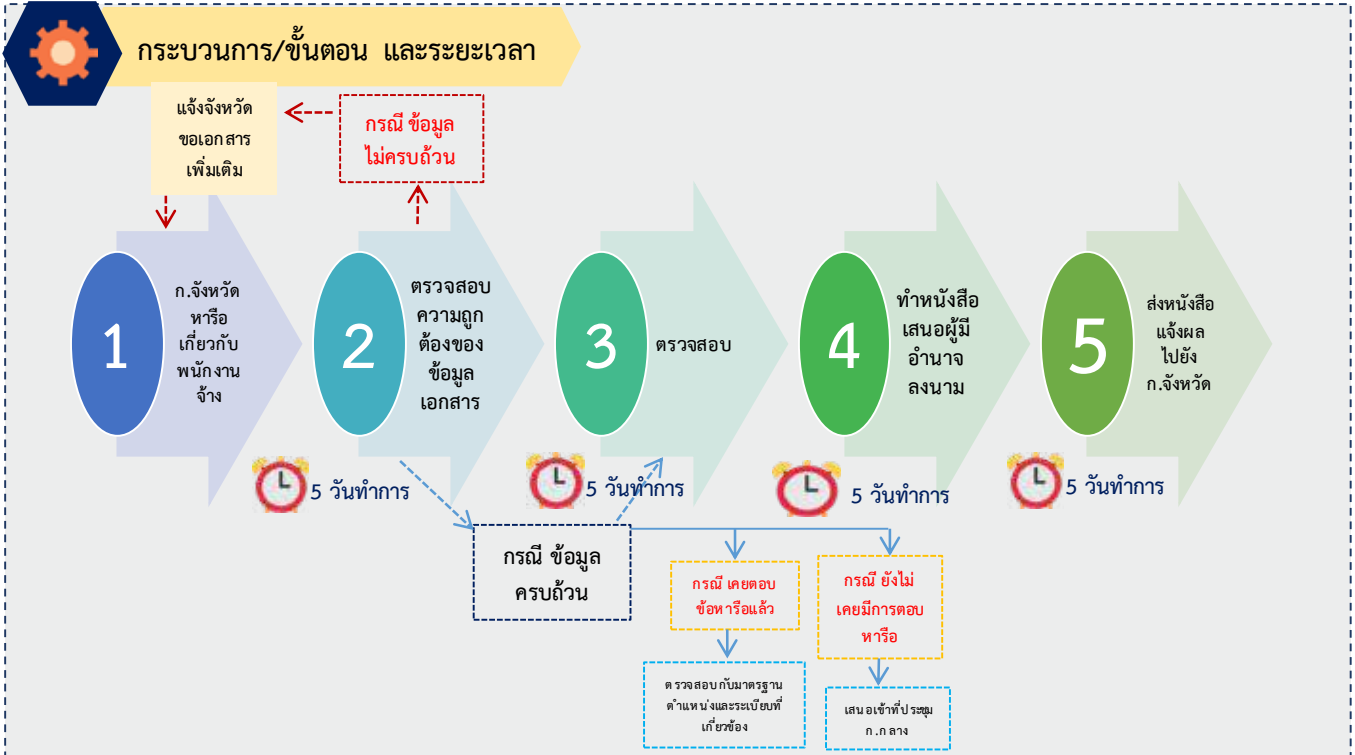 กระบวนการ/ขั้นตอน และระยะเวลา
แจ้งจังหวัด
ขอเอกสาร
เพิ่มเติม
กรณี ข้อมูล
ไม่ครบถ้วน
1
ก.จังหวัด
หารือ
เกี่ยวกับ
พนักงาน
จ้าง
2
ตรวจสอบ
ความถูก
ต้องของ
ข้อมูล
เอกสาร
3
ตรวจสอบ
4
ทำหนังสือ
เสนอผู้มี
อำนาจ
ลงนาม
5
ส่งหนังสือ
แจ้งผล
ไปยัง
ก.จังหวัด
5 วันทำการ
5 วันทำการ
5 วันทำการ
5 วันทำการ
กรณี ข้อมูล
ครบถ้วน
กรณี เคยตอบ
ข้อหารือแล้ว
กรณี ยังไม่
เคยมีการตอบ
หารือ
ตรวจสอบกับมาตรฐาน
ตำแหน่งและระเบียบที่
เกี่ยวข้อง
เสนอเข้าที่ประชุม
ก.กลาง